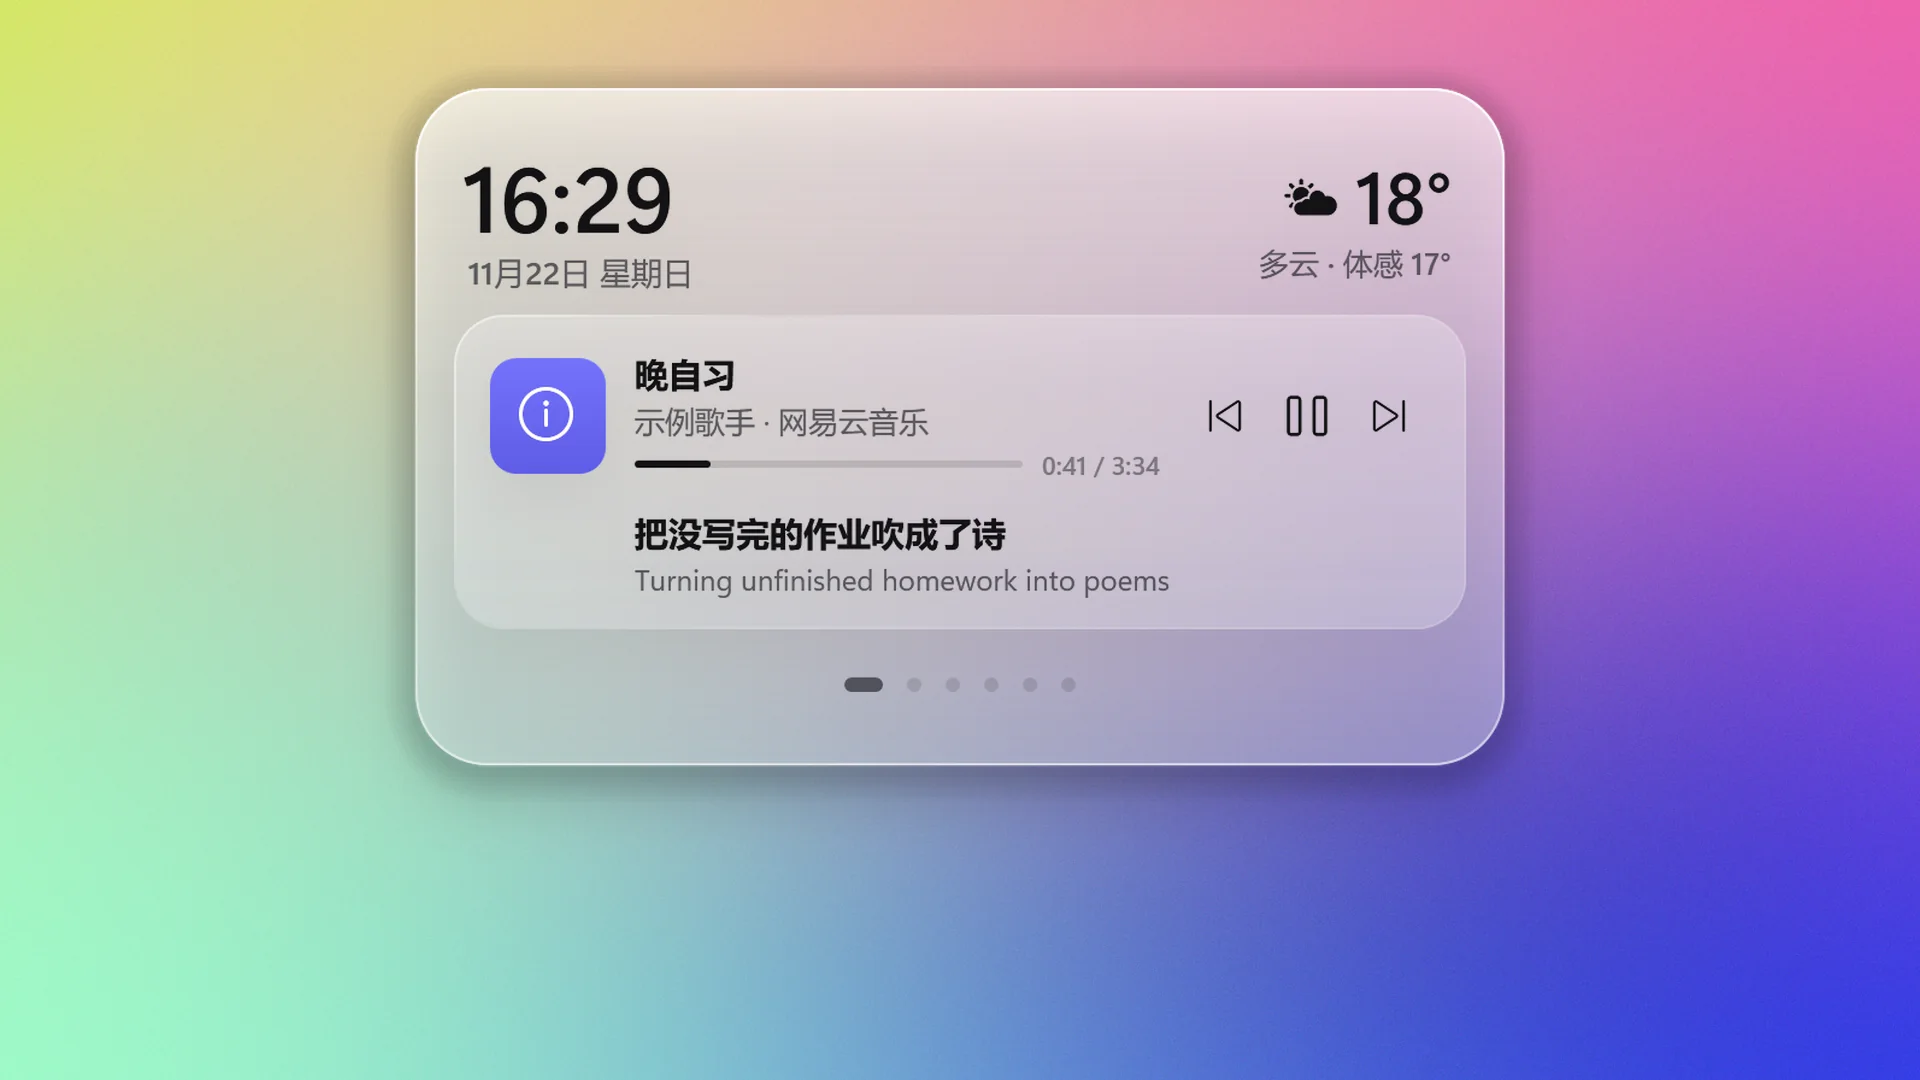 16:29
11月22日 星期日
18°
多云 · 体感 17°
晚自习
示例歌手 · 网易云音乐
0:41 / 3:34
把没写完的作业吹成了诗
Turning unfinished homework into poems